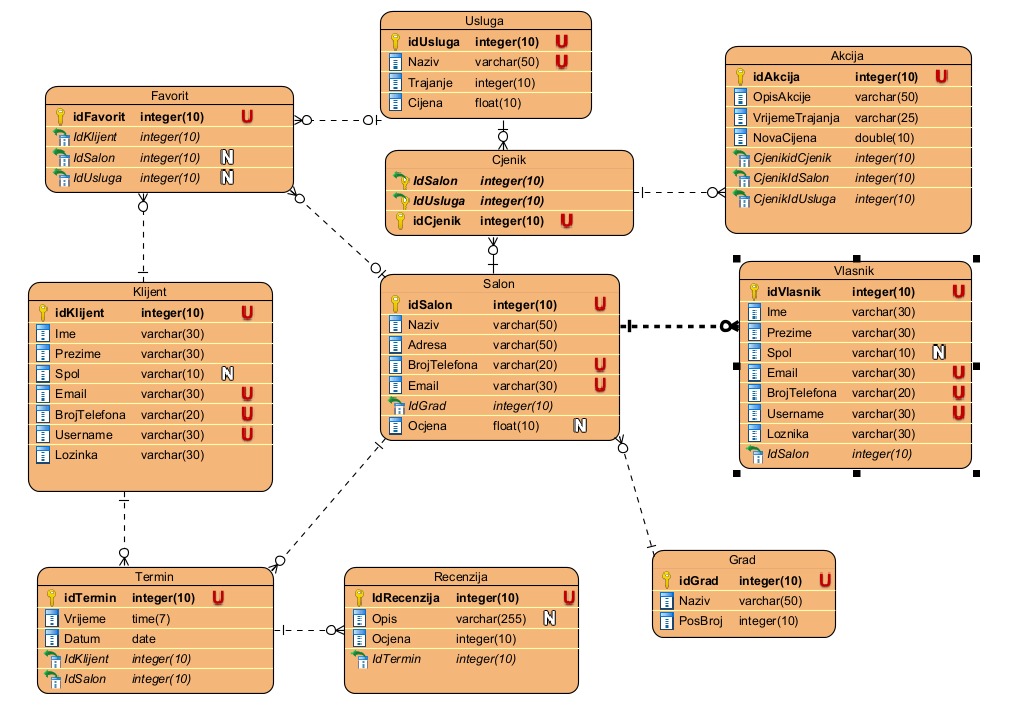 Usluga
idUsluga integer(10) U
Naziv varchar(50) U
Trajanje integer(10)
Cijena float(10)
Akcija
idAkcija integer(10) U
OpisAkcije varchar(50)
VrijemeTrajanja varchar(25)
NovaCijena double(10)
CjenikidCjenik integer(10)
CjenikIdSalon integer(10)
CjenikIdUsluga integer(10)
Favorit
idFavorit integer(10) U
IdKlijent integer(10)
IdSalon integer(10) N
IdUsluga integer(10) N
Cjenik
IdSalon integer(10)
IdUsluga integer(10)
idCjenik integer(10) U
Vlasnik
idVlasnik integer(10) U
Ime varchar(30)
Prezime varchar(30)
Spol varchar(10) N
Email varchar(30) U
BrojTelefona varchar(20) U
Username varchar(30) U
Loznika varchar(30)
IdSalon integer(10)
Klijent
idKlijent integer(10) U
Ime varchar(30)
Prezime varchar(30)
Spol varchar(10) N
Email varchar(30) U
BrojTelefona varchar(20) U
Username varchar(30) U
Lozinka varchar(30)
Salon
idSalon integer(10) U
Naziv varchar(50)
Adresa varchar(50)
BrojTelefona varchar(20) U
Email varchar(30) U
IdGrad integer(10)
Ocjena float(10) N
Termin
idTermin integer(10) U
Vrijeme time(7)
Datum date
IdKlijent integer(10)
IdSalon integer(10)
Recenzija
IdRecenzija integer(10) U
Opis varchar(255) N
Ocjena integer(10)
IdTermin integer(10)
Grad
idGrad integer(10) U
Naziv varchar(50)
PosBroj integer(10)